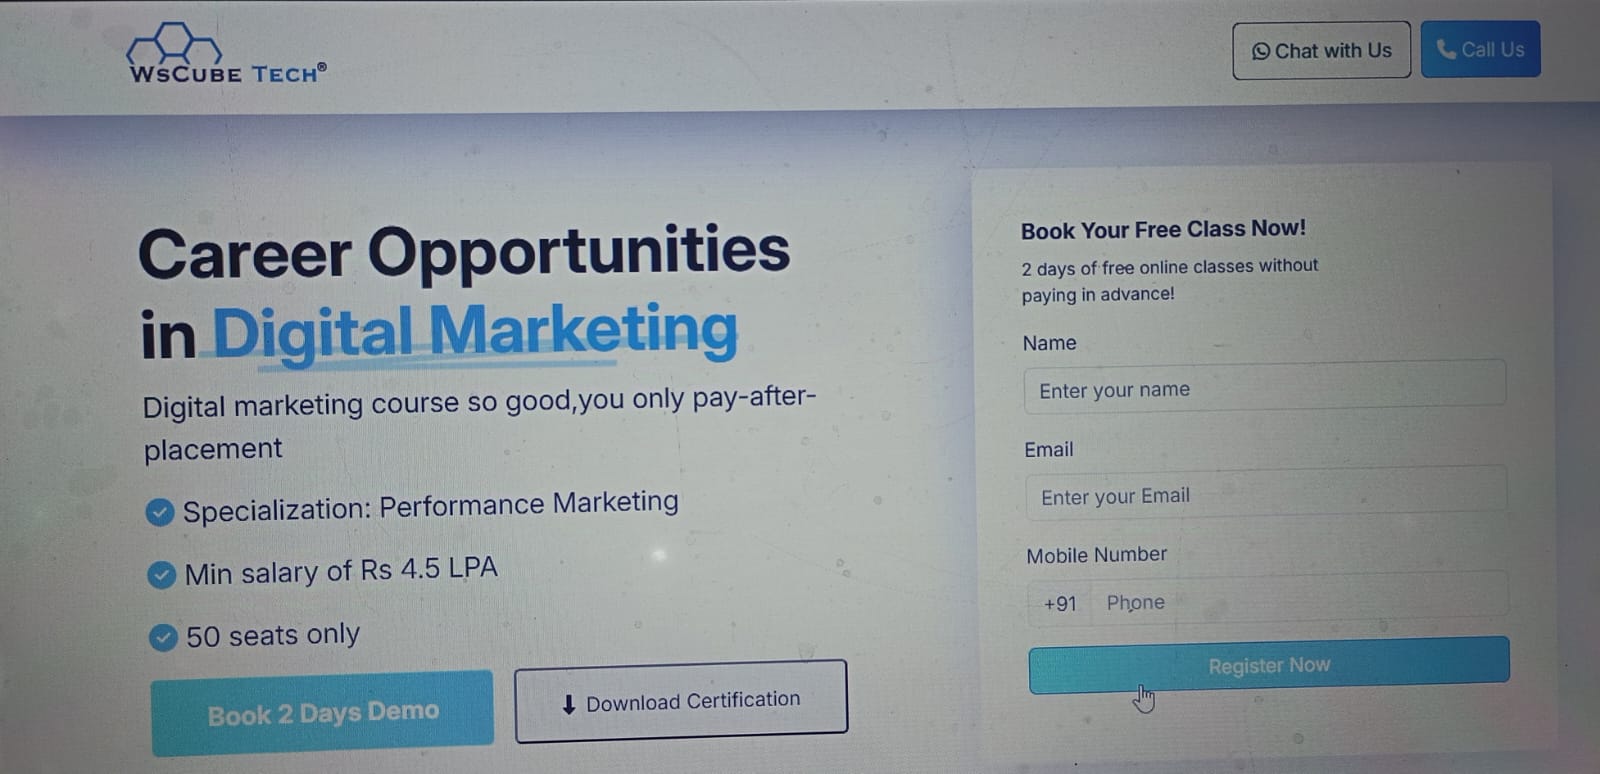 WsCube Tech®
Chat with Us
Call Us
Career Opportunities
in Digital Marketing
Digital marketing course so good,you only pay-after-
placement
Specialization: Performance Marketing
Min salary of Rs 4.5 LPA
50 seats only
Book 2 Days Demo
Download Certification
Book Your Free Class Now!
2 days of free online classes without
paying in advance!
Name
Enter your name
Email
Enter your Email
Mobile Number
+91 Phone
Register Now